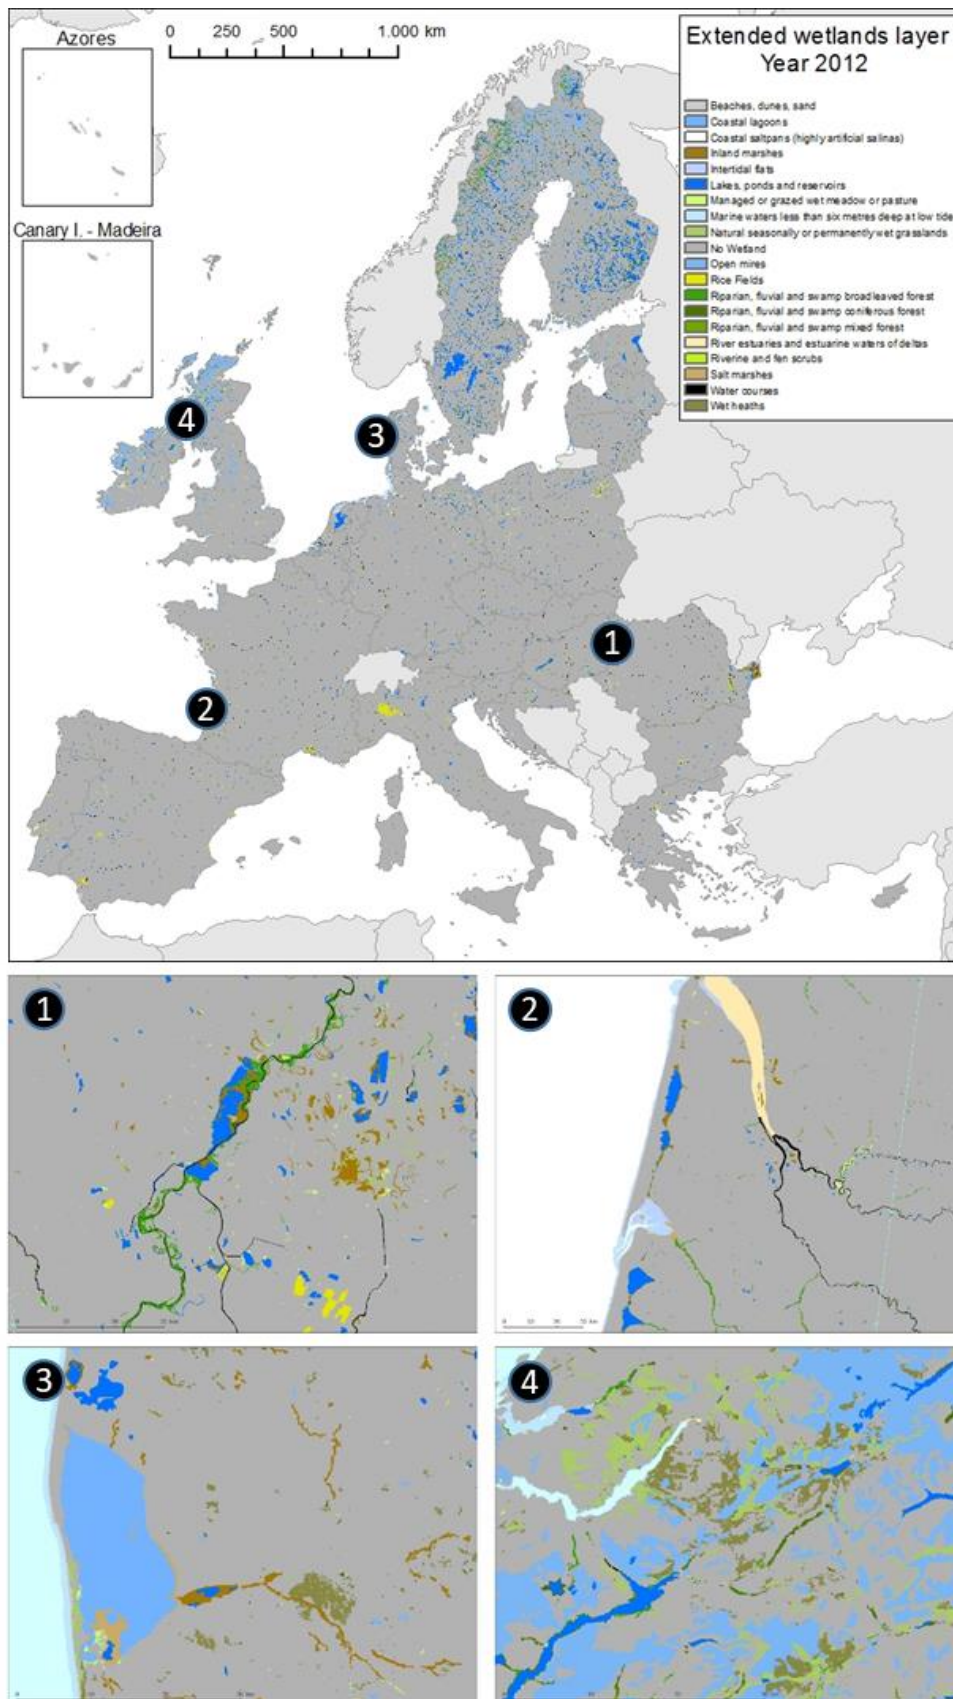 Azores
0 250 500 1.000 km
Extended wetlands layer
Year 2012
Beaches, dunes, sand
Coastal lagoons
Coastal saltpans (highly artificial salinas)
Inland marshes
Intertidal flats
Lakes, ponds and reservoirs
Managed or grazed wet meadow or pasture
Marine waters less than six metres deep at low tide
Natural seasonally or permanently wet grasslands
No Wetland
Open mires
Rice Fields
Riparian, fluvial and swamp broadleaved forest
Riparian, fluvial and swamp coniferous forest
Riparian, fluvial and swamp mixed forest
River estuaries and estuarine waters of deltas
Riverine and fen scrubs
Salt marshes
Water courses
Wet heaths
Canary I. - Madeira
4
3
1
2
1
2
3
4